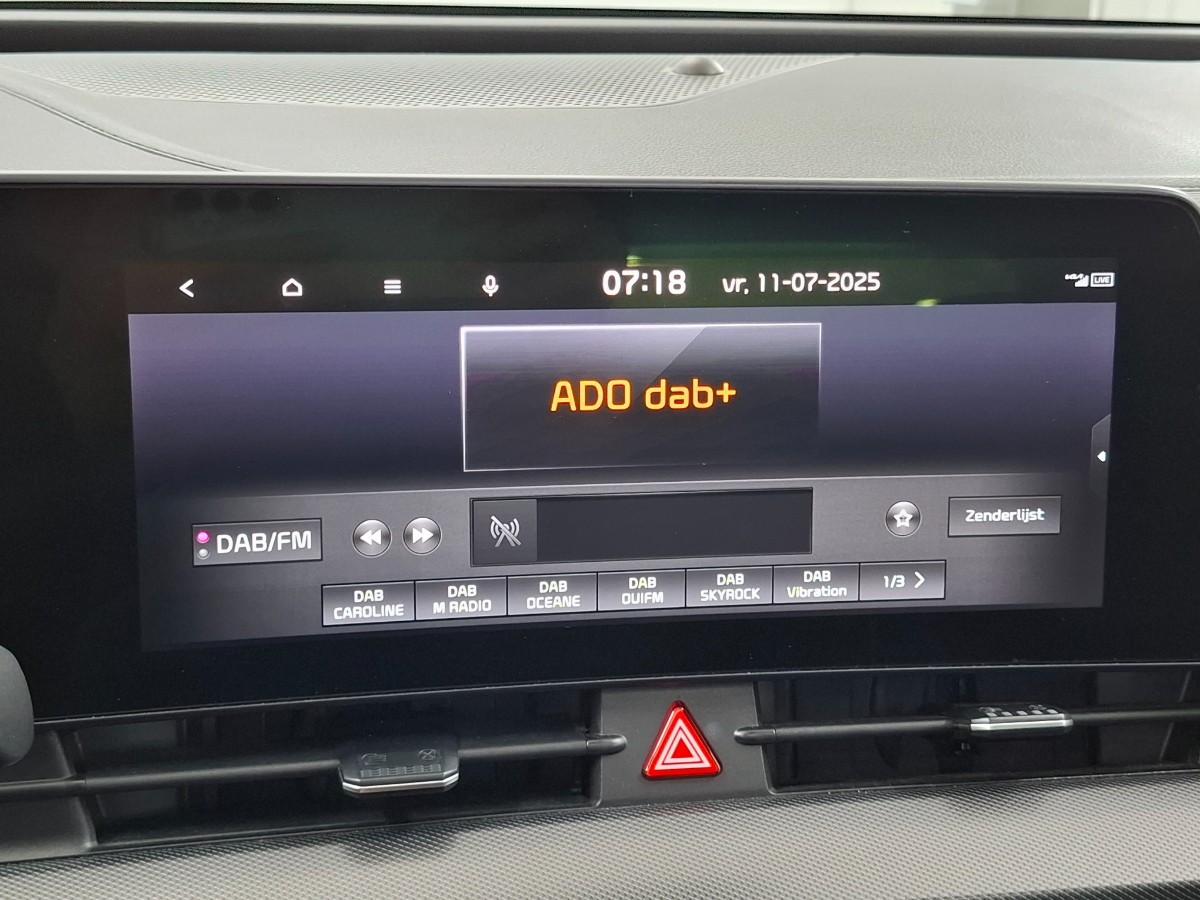 07:18 vr, 11-07-2025 LIVE
ADO dab+
DAB/FM
Zenderlijst
DAB CAROLINE
DAB M RADIO
DAB OCEANE
DAB OUIFM
DAB SKYROCK
DAB Vibration
1/3